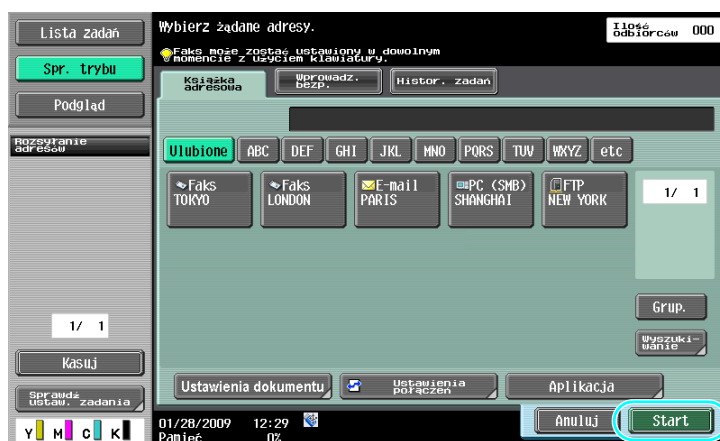 Lista zadań
Spr. trybu
Podgląd
Rozsyłanie
adresów
1/ 1
Kasuj
Sprawdź
ustaw. zadania
Y M C K
Wybierz żądane adresy.
Ilość
odbiorców 000
Faks może zostać ustawiony w dowolnym
momencie z użyciem klawiatury.
Książka
adresowa
Wprowadz.
bezp.
Histor. zadań
Ulubione ABC DEF GHI JKL MNO PQRS TUV WXYZ etc
Faks
TOKYO
Faks
LONDON
E-mail
PARIS
PC (SMB)
SHANGHAI
FTP
NEW YORK
1/ 1
Grup.
Wyszuki-
wanie
Ustawienia dokumentu
Ustawienia
połączeń
Aplikacja
01/28/2009 12:29
Pamięć 0%
Anuluj
Start